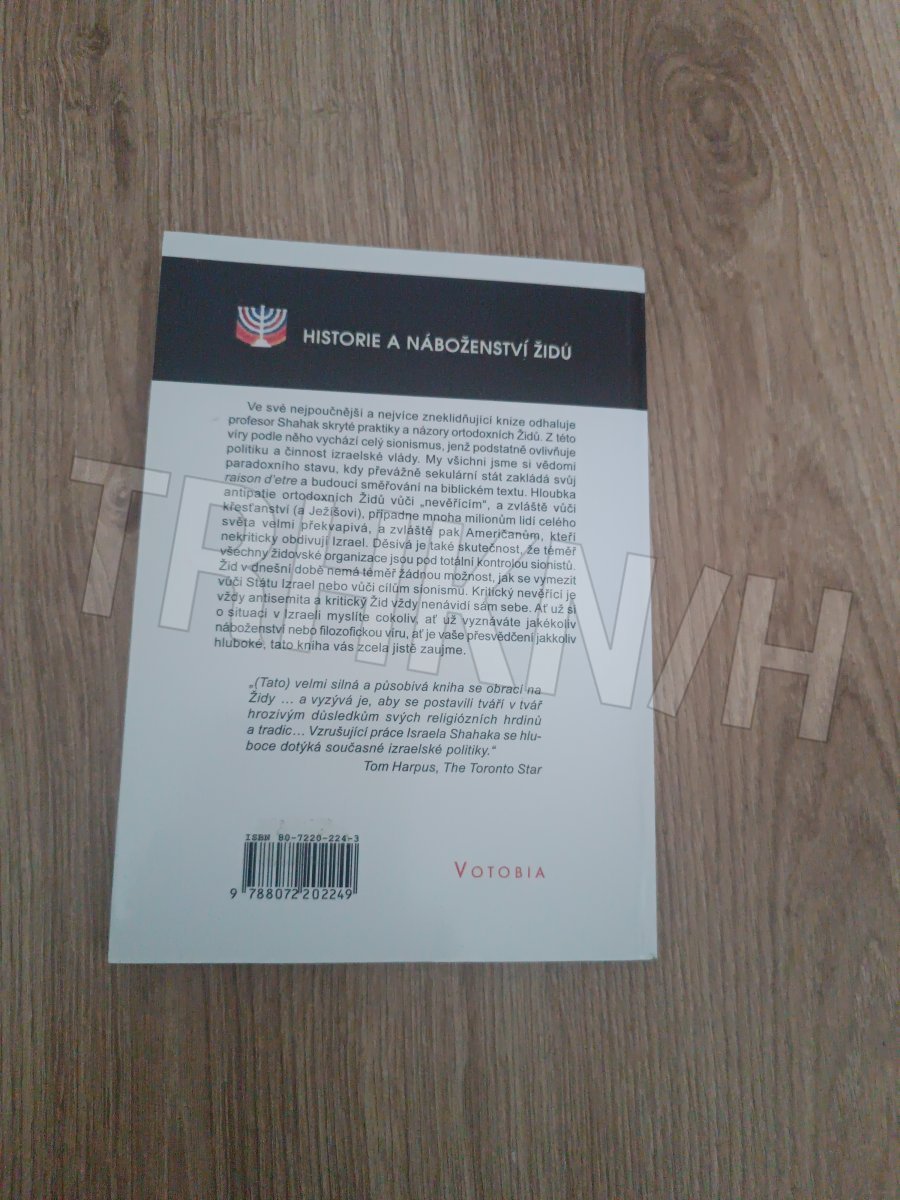 HISTORIE A NÁBOŽENSTVÍ ŽIDŮ
Ve své nejpoučnější a nejvíce zneklidňující knize odhaluje
profesor Shahak skryté praktiky a názory ortodoxních Židů. Z této
víry podle něho vychází celý sionismus, jenž podstatně ovlivňuje
politiku a činnost izraelské vlády. My všichni jsme si vědomi
paradoxního stavu, kdy převážně sekulární stát zakládá svůj
raison d'etre a budoucí směřování na biblickém textu. Hloubka
antipatie ortodoxních Židů vůči „nevěřícím“, a zvláště vůči
křesťanství (a Ježíšovi), připadne mnoha milionům lidí celého
světa velmi překvapivá, a zvláště pak Američanům, kteří
nekriticky obdivují Izrael. Děsivá je také skutečnost, že téměř
všechny židovské organizace jsou pod totální kontrolou sionistů.
Žid v dnešní době nemá téměř žádnou možnost, jak se vymezit
vůči Státu Izrael nebo vůči cílům sionismu. Kritický nevěřící je
vždy antisemita a kritický Žid vždy nenávidí sám sebe. Ať už si
o situaci v Izraeli myslíte cokoliv, ať už vyznáváte jakékoliv
náboženství nebo filozofickou víru, ať je vaše přesvědčení jakkoliv
hluboké, tato kniha vás zcela jistě zaujme.
„(Tato) velmi silná a působivá kniha se obrací na
Židy ... a vyzývá je, aby se postavili tváří v tvář
hrozivým důsledkům svých religiózních hrdinů
a tradic... Vzrušující práce Israela Shahaka se hlu-
boce dotýká současné izraelské politiky.“
Tom Harpus, The Toronto Star
ISBN 80-7220-224-3
9 788072 202249
VOTOBIA